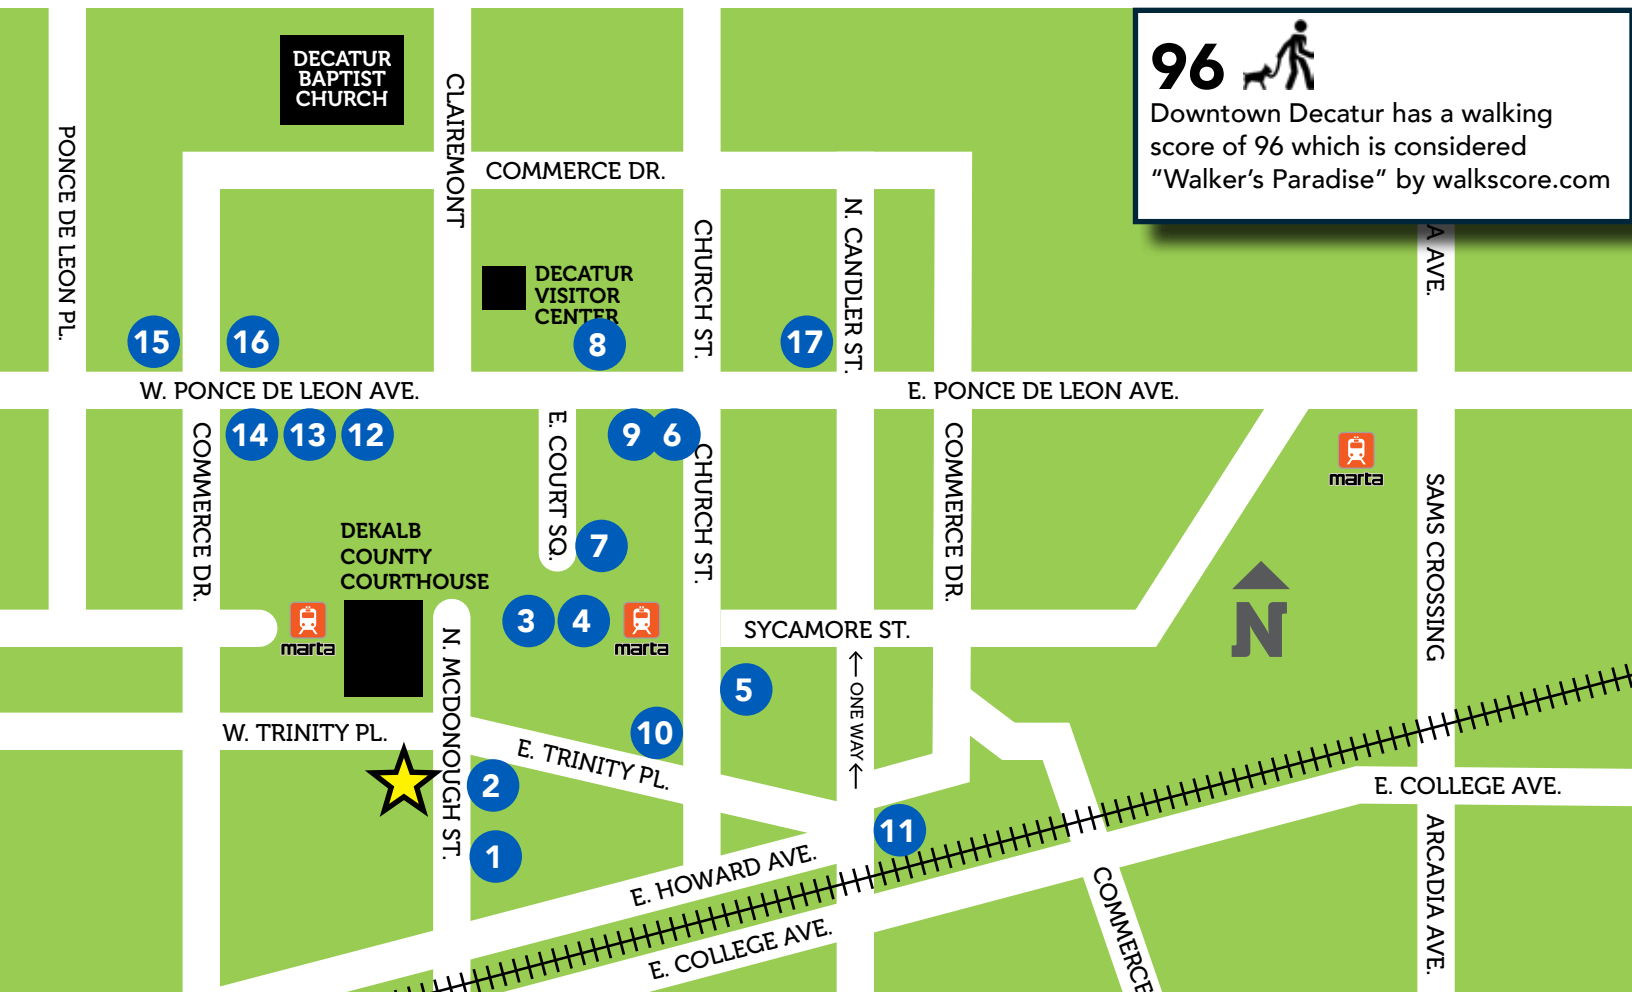 96
Downtown Decatur has a walking
score of 96 which is considered
“Walker’s Paradise” by walkscore.com
DECATUR
BAPTIST
CHURCH
CLAIREMONT
PONCE DE LEON PL.
COMMERCE DR.
CHURCH ST.
N. CANDLER ST.
A AVE.
DECATUR
VISITOR
CENTER
15
16
8
17
W. PONCE DE LEON AVE.
E. PONCE DE LEON AVE.
14
13
12
9
6
COMMERCE DR.
E. COURT SQ.
CHURCH ST.
COMMERCE DR.
marta
SAMS CROSSING
DEKALB
COUNTY
COURTHOUSE
7
3
4
marta
marta
SYCAMORE ST.
N
N. MCDONOUGH ST.
5
ONE WAY
W. TRINITY PL.
10
E. TRINITY PL.
2
1
11
E. COLLEGE AVE.
E. HOWARD AVE.
E. COLLEGE AVE.
COMMERCE
ARCADIA AVE.